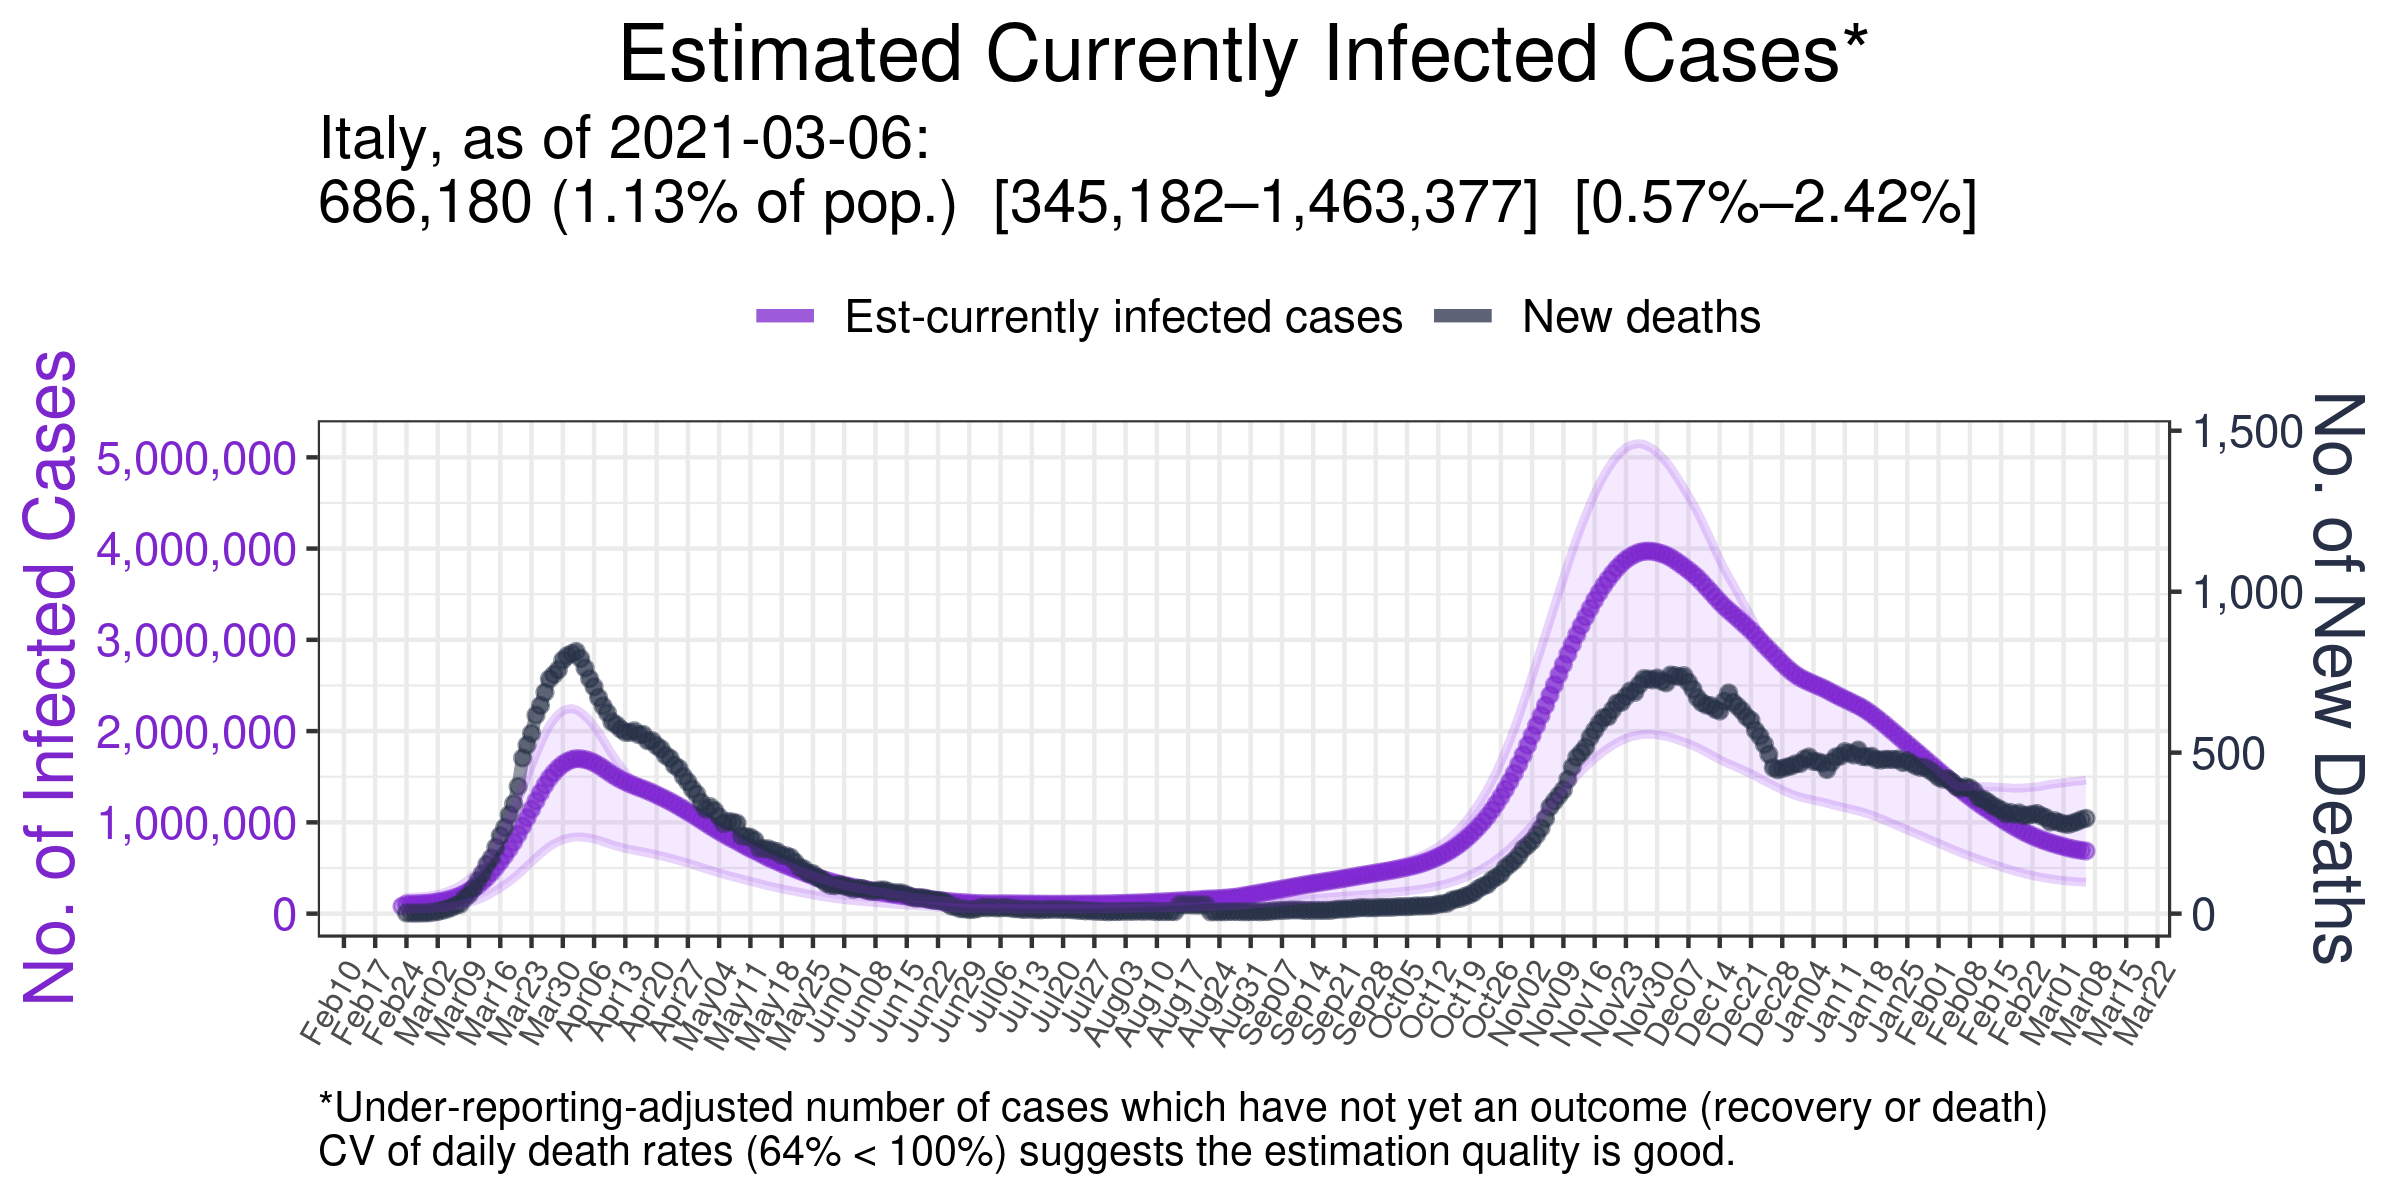 Estimated Currently Infected Cases*
Italy, as of 2021-03-06:
686,180 (1.13% of pop.) [345,182–1,463,377] [0.57%–2.42%]
Est-currently infected cases New deaths
No. of Infected Cases
5,000,000
4,000,000
3,000,000
2,000,000
1,000,000
0
1,500
1,000
500
0
No. of New Deaths
Feb10 Feb17 Feb24 Mar02 Mar09 Mar16 Mar23 Mar30 Apr06 Apr13 Apr20 Apr27 May04 May11 May18 May25 Jun01 Jun08 Jun15 Jun22 Jun29 Jul06 Jul13 Jul20 Jul27 Aug03 Aug10 Aug17 Aug24 Aug31 Sep07 Sep14 Sep21 Sep28 Oct05 Oct12 Oct19 Oct26 Nov02 Nov09 Nov16 Nov23 Nov30 Dec07 Dec14 Dec21 Dec28 Jan04 Jan11 Jan18 Jan25 Feb01 Feb08 Feb15 Feb22 Mar01 Mar08 Mar15 Mar22
*Under-reporting-adjusted number of cases which have not yet an outcome (recovery or death)
CV of daily death rates (64% < 100%) suggests the estimation quality is good.